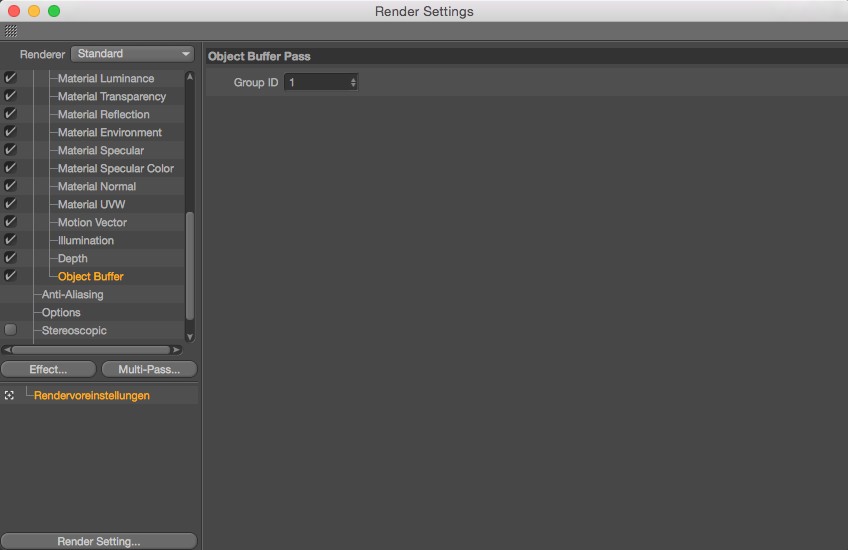 Render Settings
Renderer Standard
Object Buffer Pass
Group ID 1
Material Luminance
Material Transparency
Material Reflection
Material Environment
Material Specular
Material Specular Color
Material Normal
Material UVW
Motion Vector
Illumination
Depth
Object Buffer
Anti-Aliasing
Options
Stereoscopic
Effect... Multi-Pass...
Rendervoreinstellungen
Render Setting...